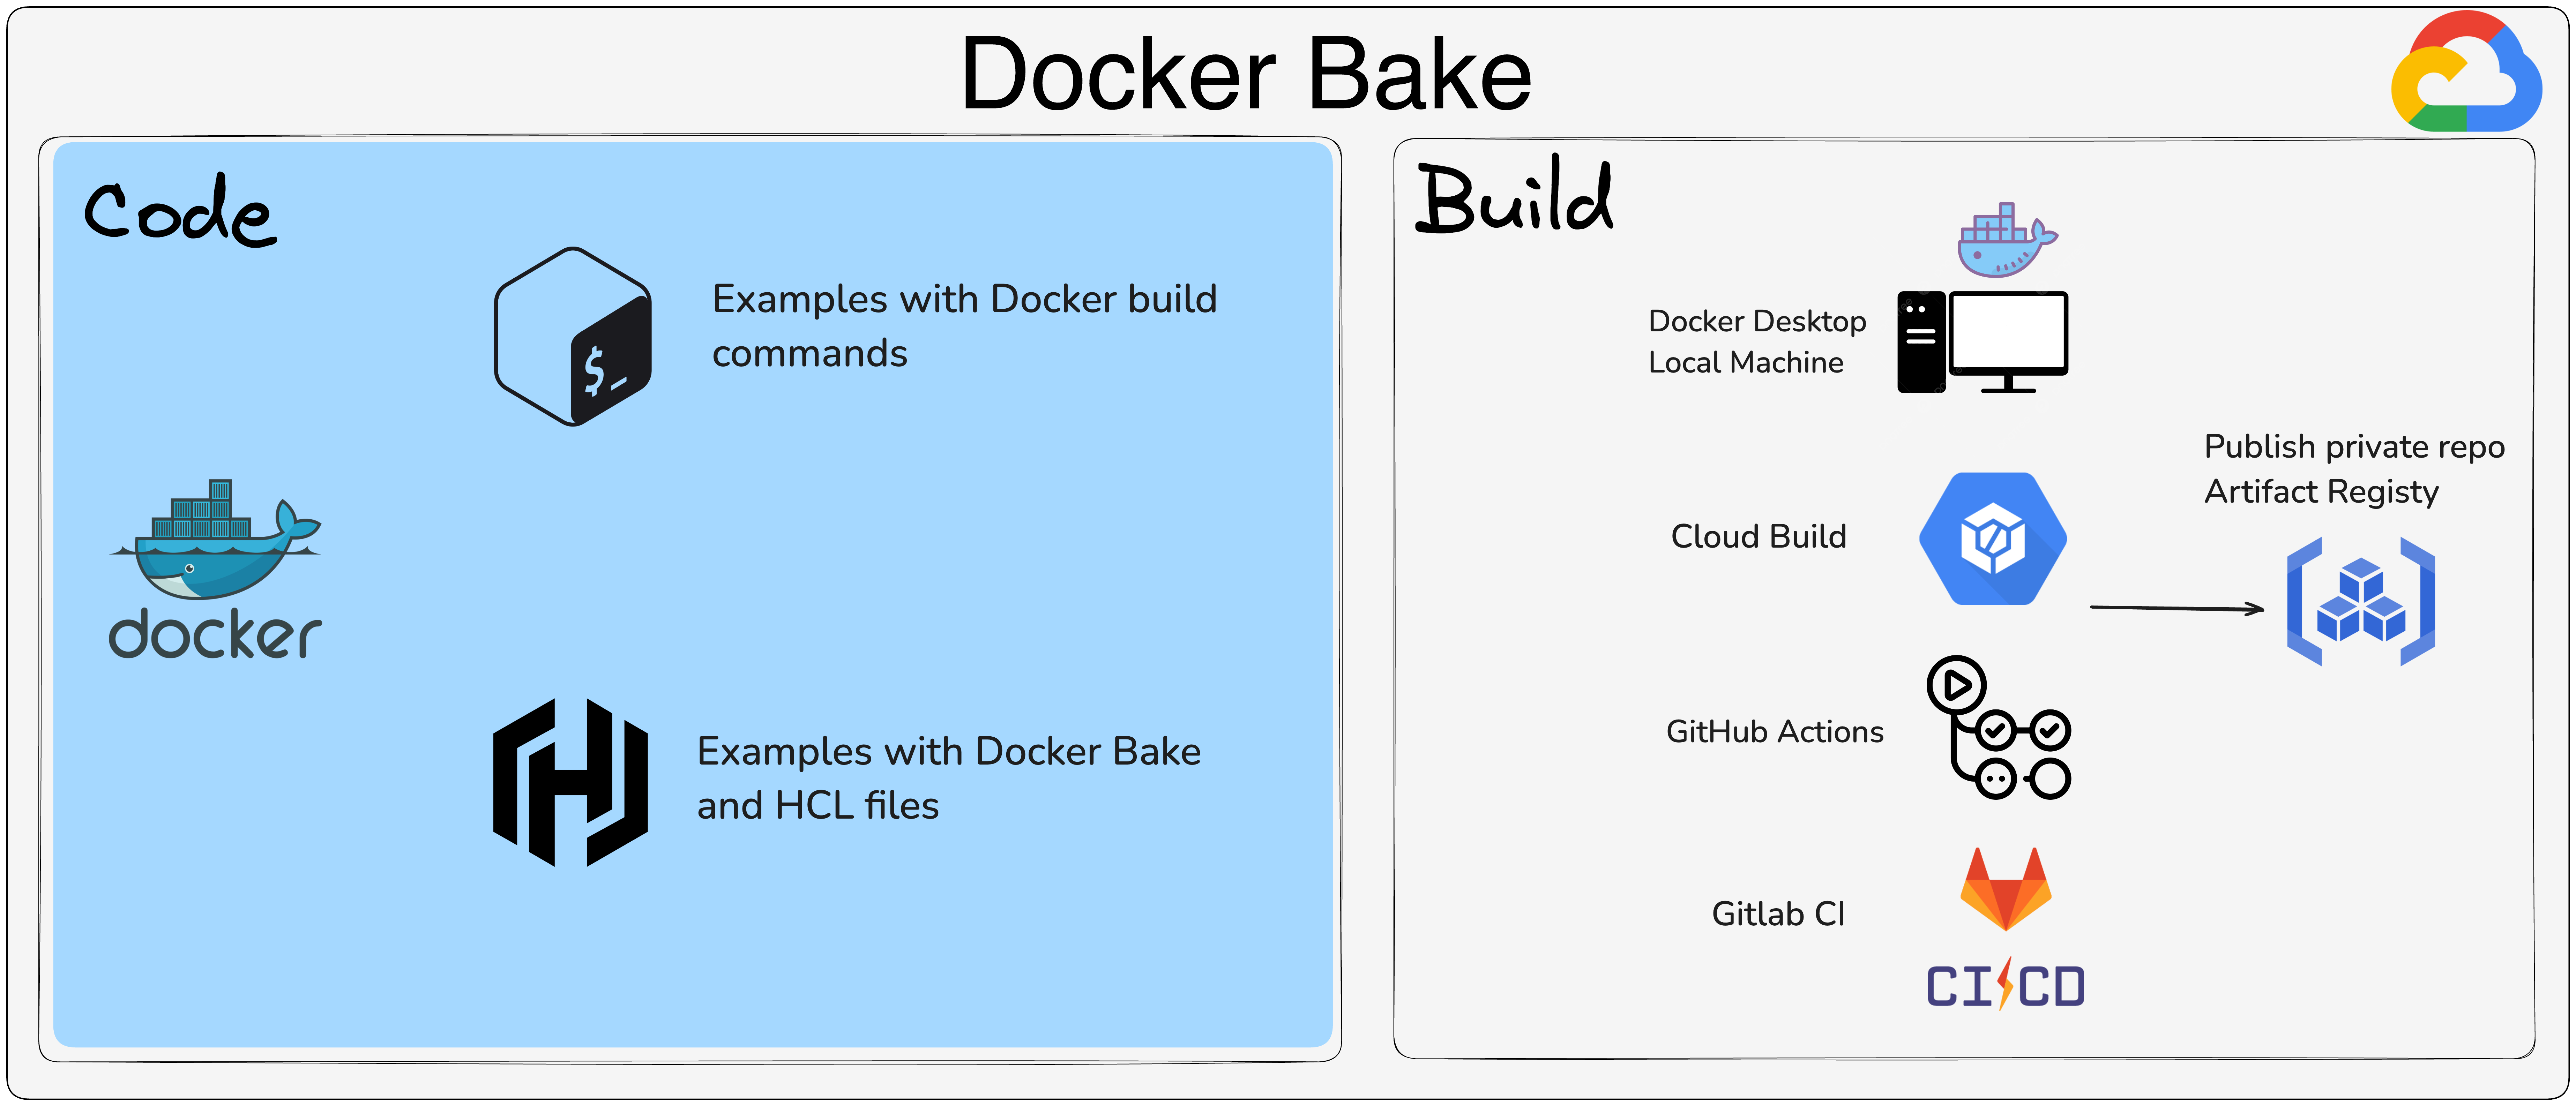 Docker Bake
Code
$_
Examples with Docker build
commands
docker
Examples with Docker Bake
and HCL files
Build
Docker Desktop
Local Machine
Publish private repo
Artifact Registy
Cloud Build
GitHub Actions
Gitlab CI
CI CD